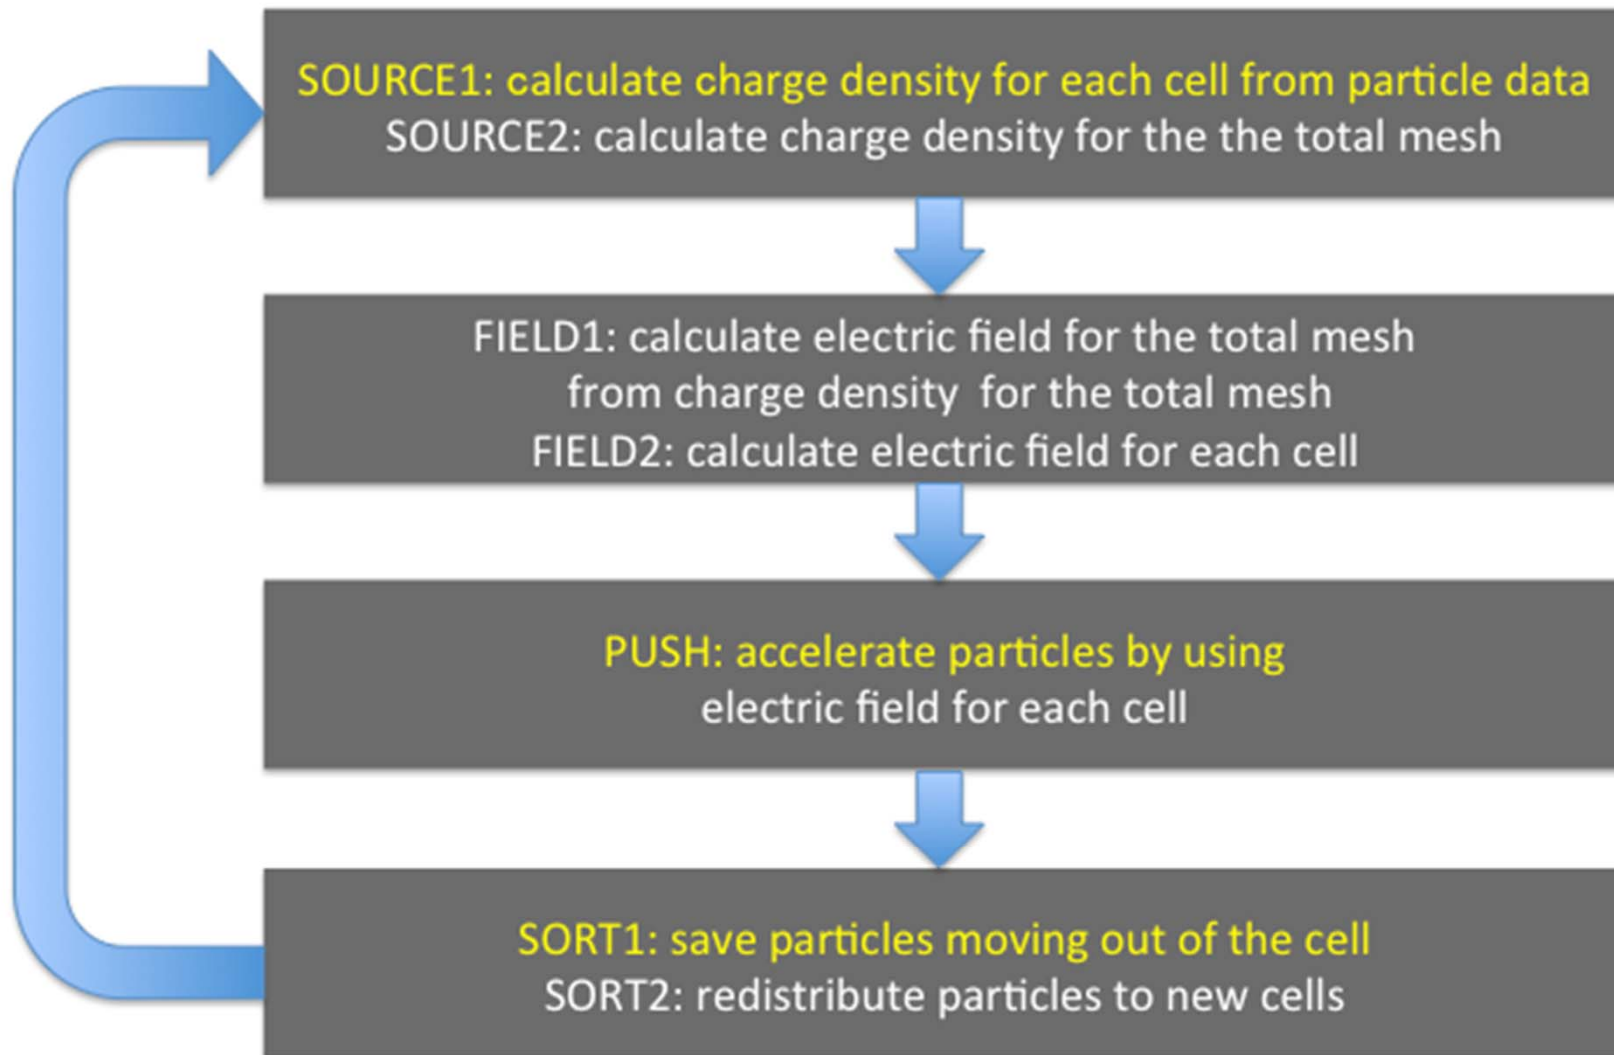 SOURCE1: calculate charge density for each cell from particle data
SOURCE2: calculate charge density for the the total mesh
FIELD1: calculate electric field for the total mesh
from charge density for the total mesh
FIELD2: calculate electric field for each cell
PUSH: accelerate particles by using
electric field for each cell
SORT1: save particles moving out of the cell
SORT2: redistribute particles to new cells